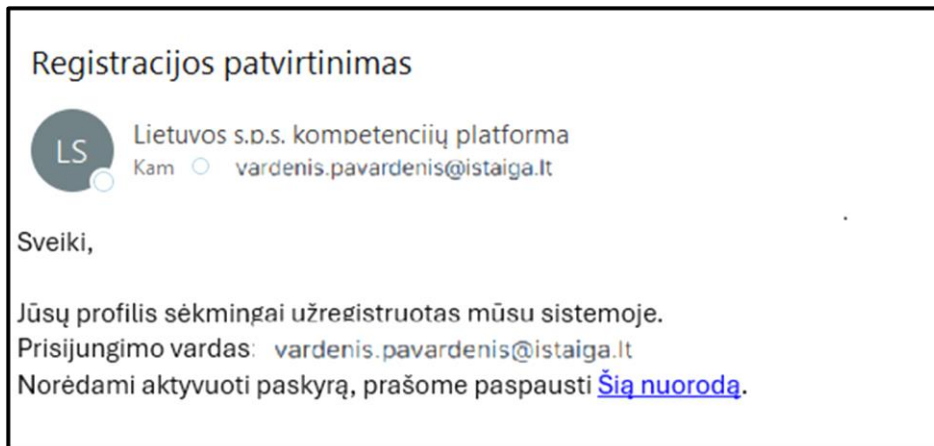 Registracijos patvirtinimas
LS
Lietuvos s.p.s. kompetencijų platforma
Kam vardenis.pavardenis@istaiga.lt
Sveiki,
Jūsų profilis sėkmingai užregistruotas mūsu sistemoje.
Prisijungimo vardas: vardenis.pavardenis@istaiga.lt
Norėdami aktyvuoti paskyrą, prašome paspausti Šią nuorodą.